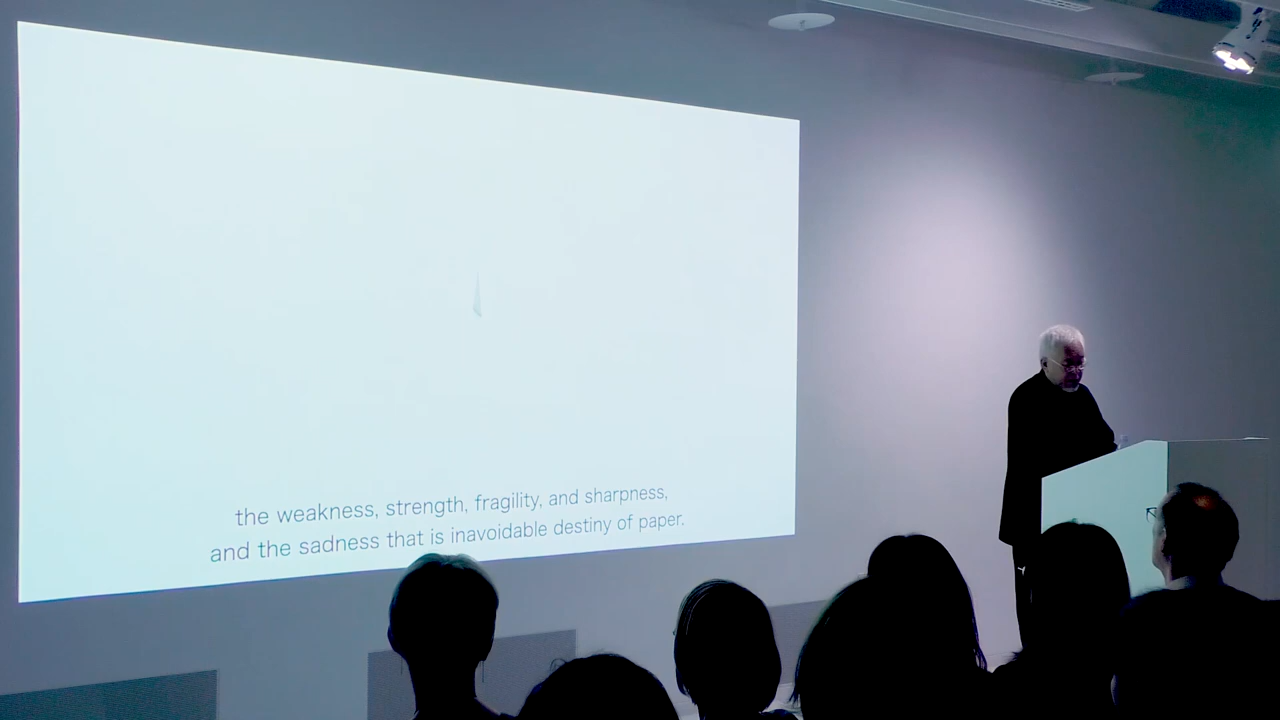 the weakness, strength, fragility, and sharpness,
and the sadness that is inavoidable destiny of paper.